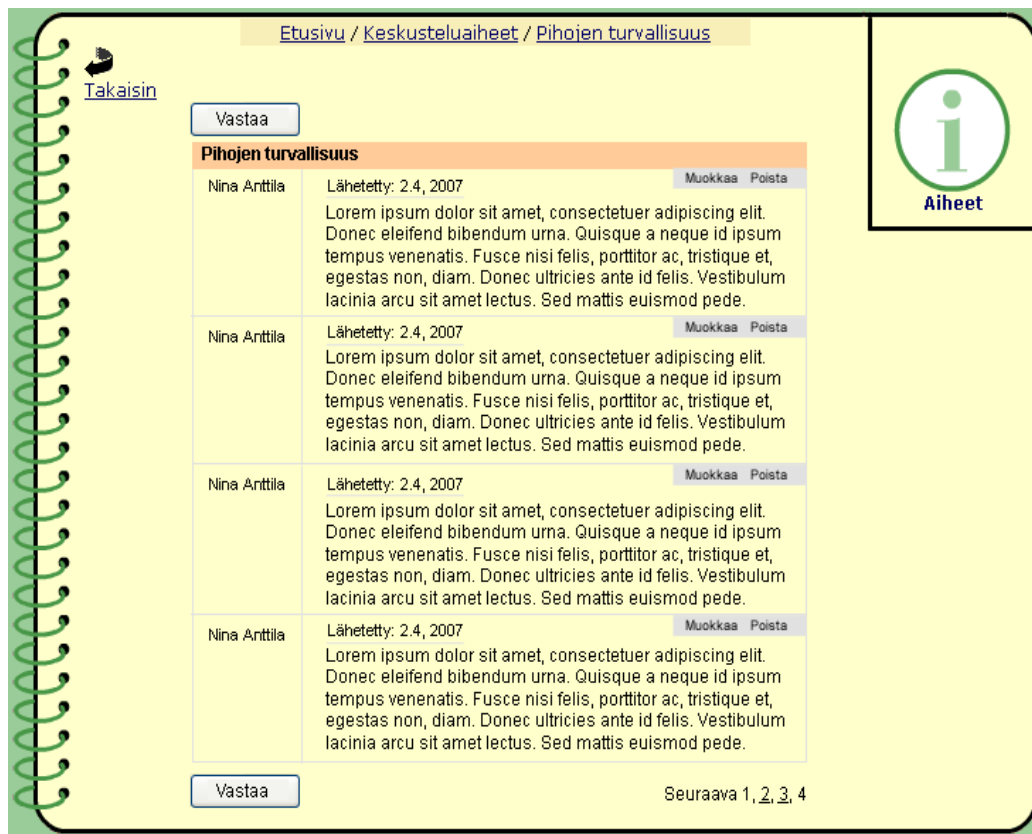 Etusivu / Keskusteluaiheet / Pihojen turvallisuus
Takaisin
i
Aiheet
Vastaa
Pihojen turvallisuus
Nina Anttila
Lähetetty: 2.4, 2007
Muokkaa Poista
Lorem ipsum dolor sit amet, consectetuer adipiscing elit.
Donec eleifend bibendum urna. Quisque a neque id ipsum
tempus venenatis. Fusce nisi felis, porttitor ac, tristique et,
egestas non, diam. Donec ultricies ante id felis. Vestibulum
lacinia arcu sit amet lectus. Sed mattis euismod pede.
Nina Anttila
Lähetetty: 2.4, 2007
Muokkaa Poista
Lorem ipsum dolor sit amet, consectetuer adipiscing elit.
Donec eleifend bibendum urna. Quisque a neque id ipsum
tempus venenatis. Fusce nisi felis, porttitor ac, tristique et,
egestas non, diam. Donec ultricies ante id felis. Vestibulum
lacinia arcu sit amet lectus. Sed mattis euismod pede.
Nina Anttila
Lähetetty: 2.4, 2007
Muokkaa Poista
Lorem ipsum dolor sit amet, consectetuer adipiscing elit.
Donec eleifend bibendum urna. Quisque a neque id ipsum
tempus venenatis. Fusce nisi felis, porttitor ac, tristique et,
egestas non, diam. Donec ultricies ante id felis. Vestibulum
lacinia arcu sit amet lectus. Sed mattis euismod pede.
Nina Anttila
Lähetetty: 2.4, 2007
Muokkaa Poista
Lorem ipsum dolor sit amet, consectetuer adipiscing elit.
Donec eleifend bibendum urna. Quisque a neque id ipsum
tempus venenatis. Fusce nisi felis, porttitor ac, tristique et,
egestas non, diam. Donec ultricies ante id felis. Vestibulum
lacinia arcu sit amet lectus. Sed mattis euismod pede.
Vastaa
Seuraava 1, 2, 3, 4